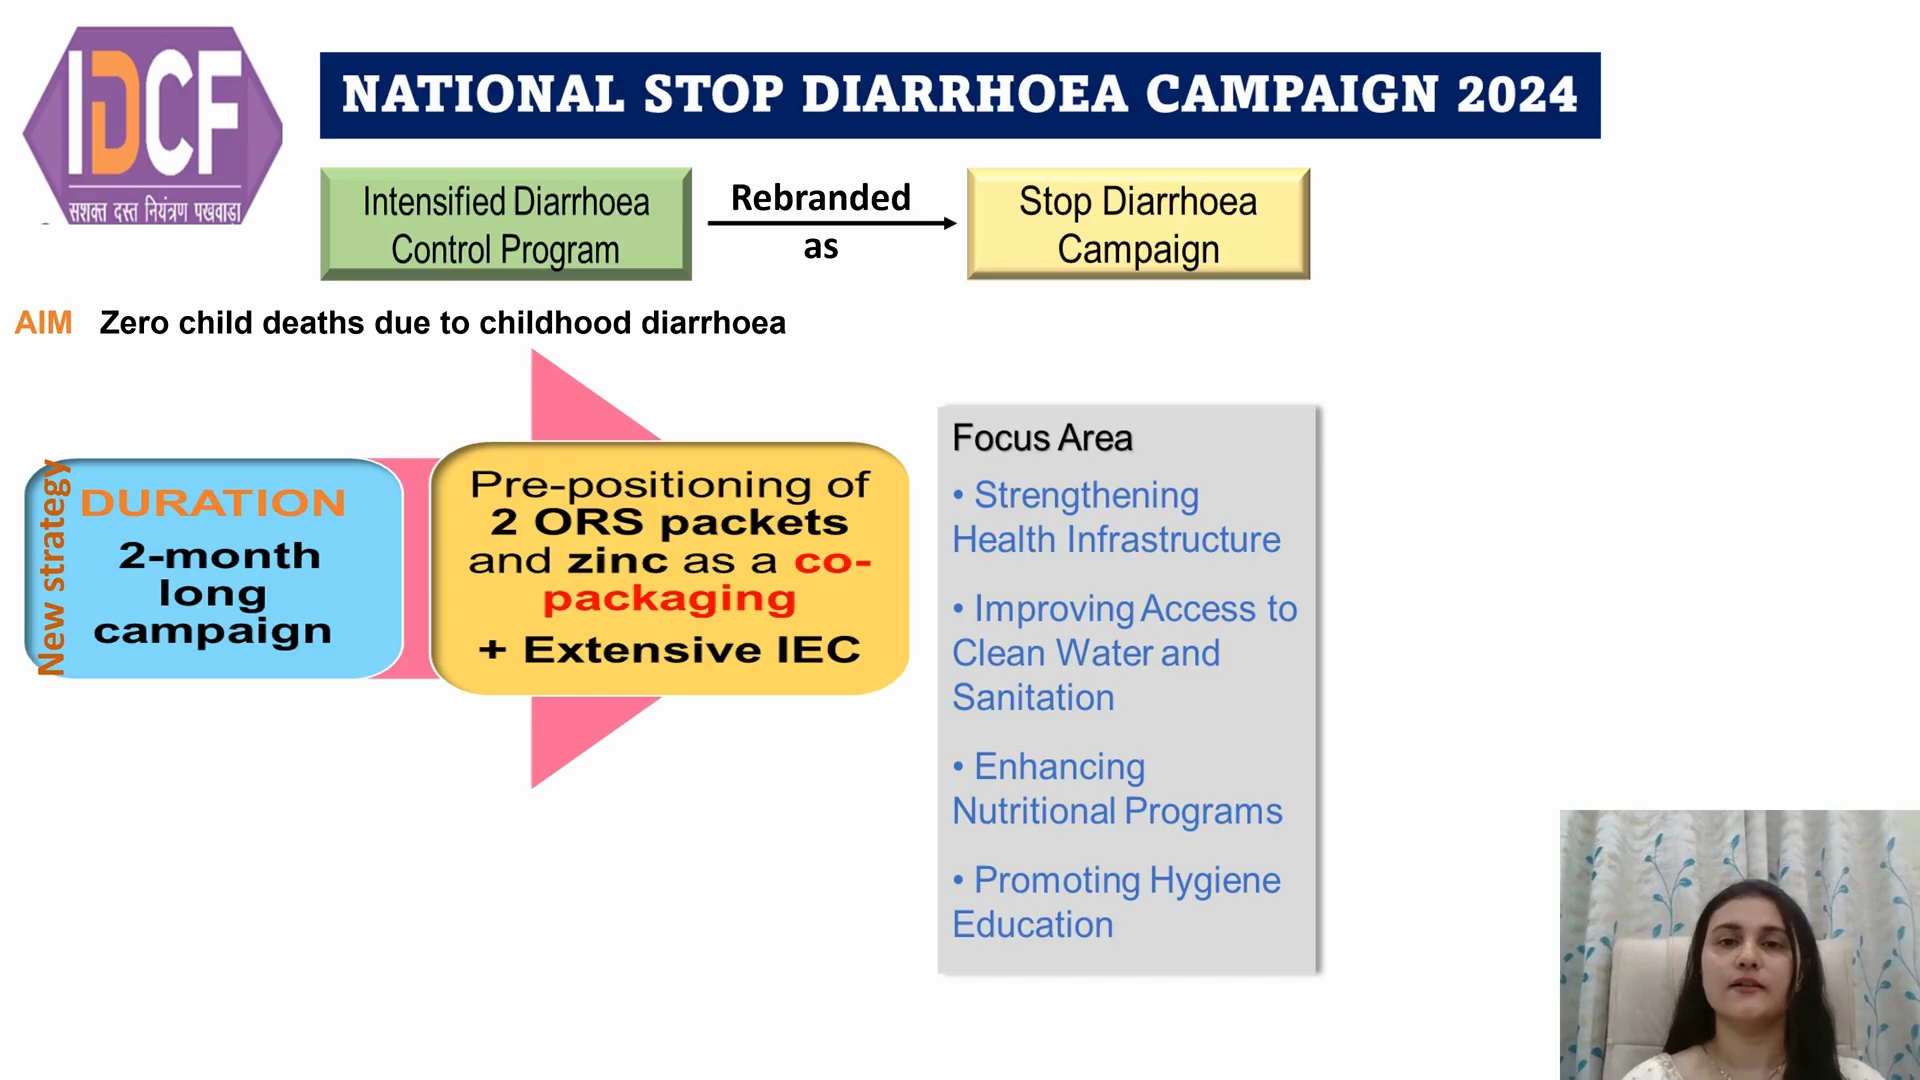 IDCF
सशक्त दस्त नियंत्रण पखवाडा
NATIONAL STOP DIARRHOEA CAMPAIGN 2024
Intensified Diarrhoea
Control Program
Rebranded
as
Stop Diarrhoea
Campaign
AIM Zero child deaths due to childhood diarrhoea
New strategy
DURATION
2-month
long
campaign
Pre-positioning of
2 ORS packets
and zinc as a co-
packaging
+ Extensive IEC
Focus Area
• Strengthening
Health Infrastructure
• Improving Access to
Clean Water and
Sanitation
• Enhancing
Nutritional Programs
• Promoting Hygiene
Education